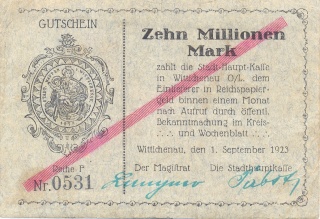 GUTSCHEIN
Zehn Millionen
Mark
zahlt die Stadt-Haupt-Kasse
in Wittichenau O/L. dem
Einlieferer in Reichspapier-
geld binnen einem Monat
nach Aufruf durch öffentl.
Bekanntmachung im Kreis-
. . . und Wochenblatt . . .
Wittichenau, den 1. September 1923
Der Magistrat Die Stadthauptkasse
Reihe F
Nr. 0531